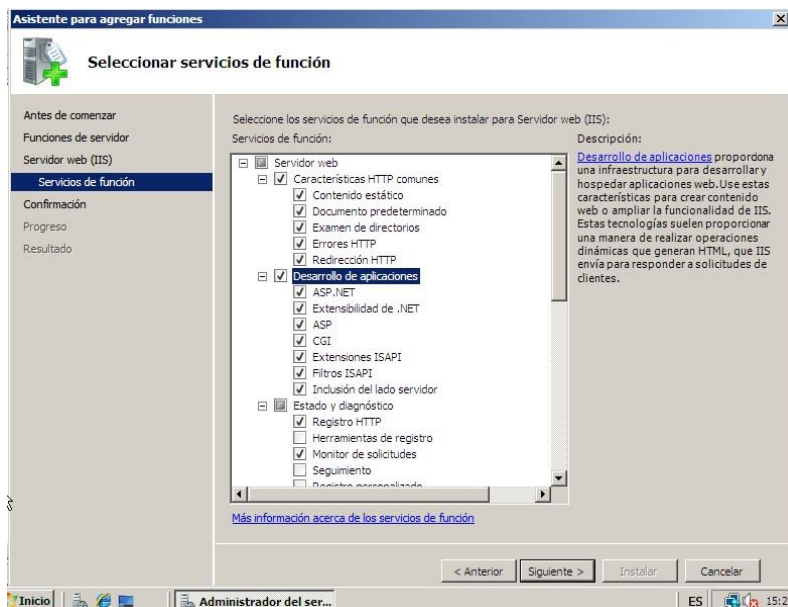 Asistente para agregar funciones
Seleccionar servicios de función
Antes de comenzar
Funciones de servidor
Servidor web (IIS)
Servicios de función
Confirmación
Progreso
Resultado
Seleccione los servicios de función que desea instalar para Servidor web (IIS):
Servicios de función:
Servidor web
Características HTTP comunes
Contenido estático
Documento predeterminado
Examen de directorios
Errores HTTP
Redirección HTTP
Desarrollo de aplicaciones
ASP.NET
Extensibilidad de .NET
ASP
CGI
Extensiones ISAPI
Filtros ISAPI
Inclusión del lado servidor
Estado y diagnóstico
Registro HTTP
Herramientas de registro
Monitor de solicitudes
Seguimiento
Registro personalizado
Descripción:
Desarrollo de aplicaciones proporciona
una infraestructura para desarrollar y
hospedar aplicaciones web. Use estas
características para crear contenido
web o ampliar la funcionalidad de IIS.
Estas tecnologías suelen proporcionar
una manera de realizar operaciones
dinámicas que generan HTML, que IIS
envía para responder a solicitudes de
clientes.
Más información acerca de los servicios de función
< Anterior
Siguiente >
Instalar
Cancelar
Inicio
Administrador del ser...
ES
15:2